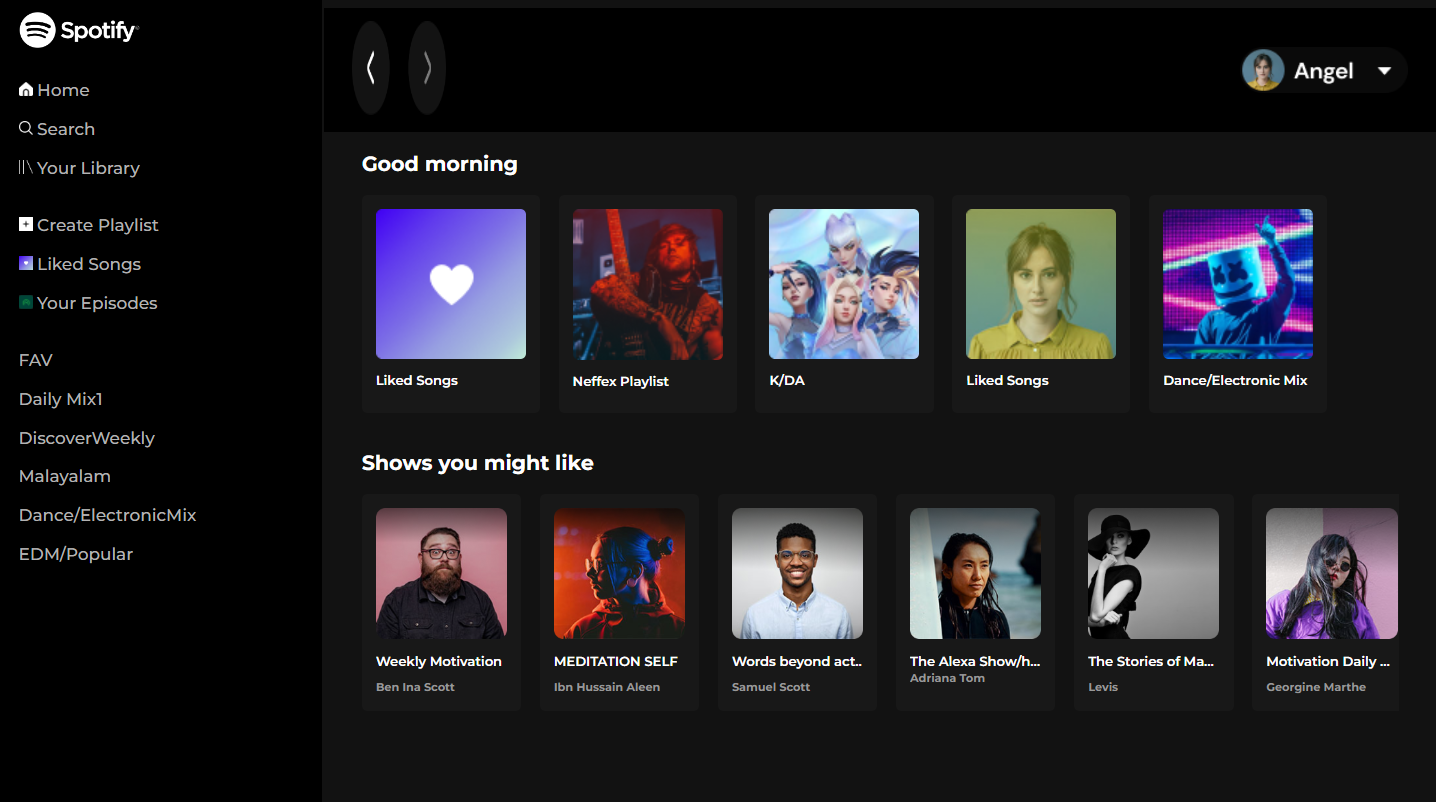 Spotify
Home
Search
Your Library
Create Playlist
Liked Songs
Your Episodes
FAV
Daily Mix1
DiscoverWeekly
Malayalam
Dance/ElectronicMix
EDM/Popular
Angel
Good morning
Liked Songs
Neffex Playlist
K/DA
Liked Songs
Dance/Electronic Mix
Shows you might like
Weekly Motivation
Ben Ina Scott
MEDITATION SELF
Ibn Hussain Aleen
Words beyond act..
Samuel Scott
The Alexa Show/h...
Adriana Tom
The Stories of Ma...
Levis
Motivation Daily ...
Georgine Marthe